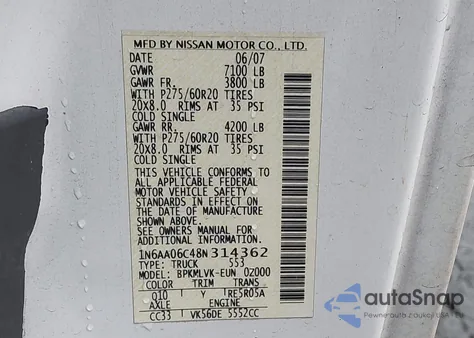 MFD BY NISSAN MOTOR CO., LTD.
DATE 06/07
GVWR 7100 LB
GAWR FR. 3800 LB
WITH P275/60R20 TIRES
20X8.0 RIMS AT 35 PSI
COLD SINGLE
GAWR RR. 4200 LB
WITH P275/60R20 TIRES
20X8.0 RIMS AT 35 PSI
COLD SINGLE
THIS VEHICLE CONFORMS TO ALL
APPLICABLE FEDERAL
MOTOR VEHICLE SAFETY
STANDARDS IN EFFECT ON
THE DATE OF MANUFACTURE
SHOWN ABOVE.
SEE OWNERS MANUAL FOR
ADDITIONAL INFORMATION
1N6AA06C48N314362
TYPE: TRUCK 553
MODEL: BPKMLVK-EUN 02000
COLOR TRIM TRANS
Q10 Y RE5R05A
AXLE ENGINE
CC33 VK56DE 5552CC
autoSnap